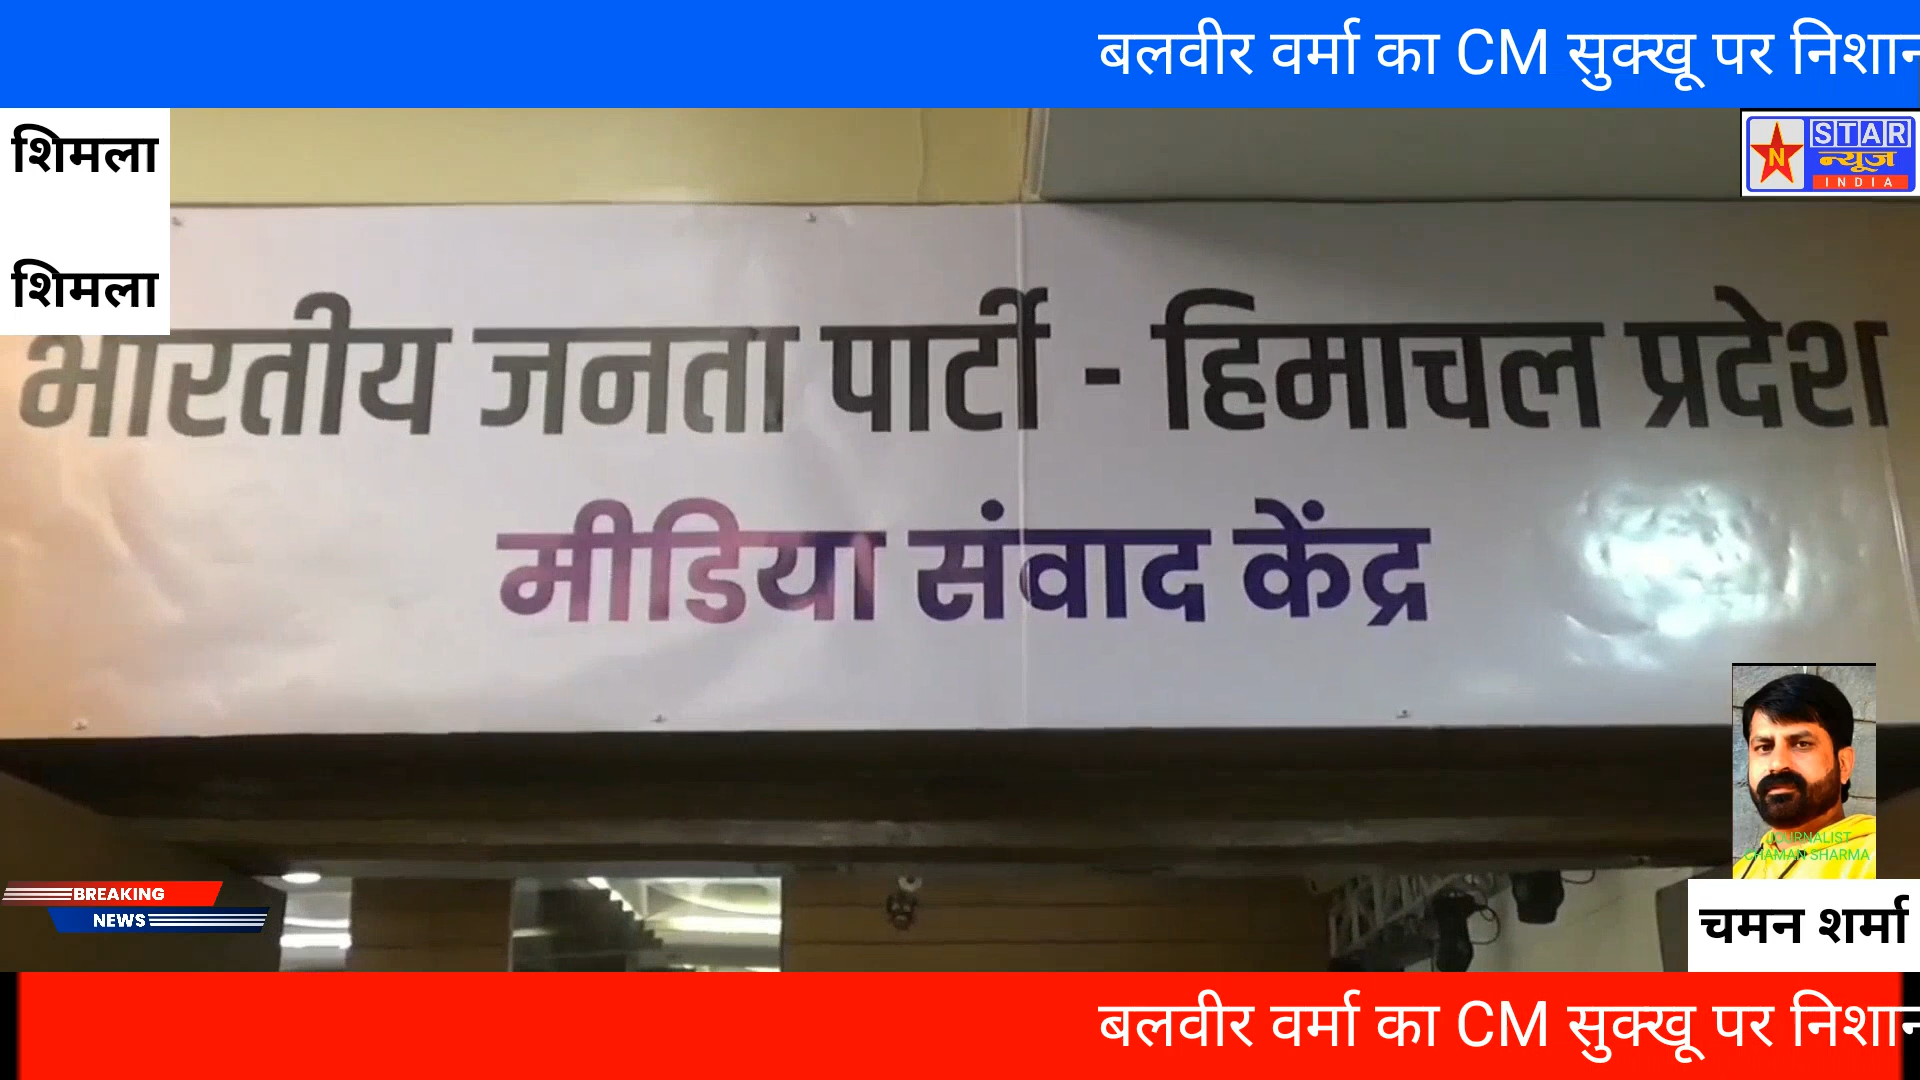 बलवीर वर्मा का CM सुक्खू पर
शिमला
STAR
N
न्यूज
INDIA
शिमला
भारतीय जनता पार्टी - हिमाचल प्रदेश
मीडिया संवाद केंद्र
JOURNALIST
CHAMAN SHARMA
BREAKING
NEWS
चमन शर्मा
बलवीर वर्मा का CM सुक्खू पर